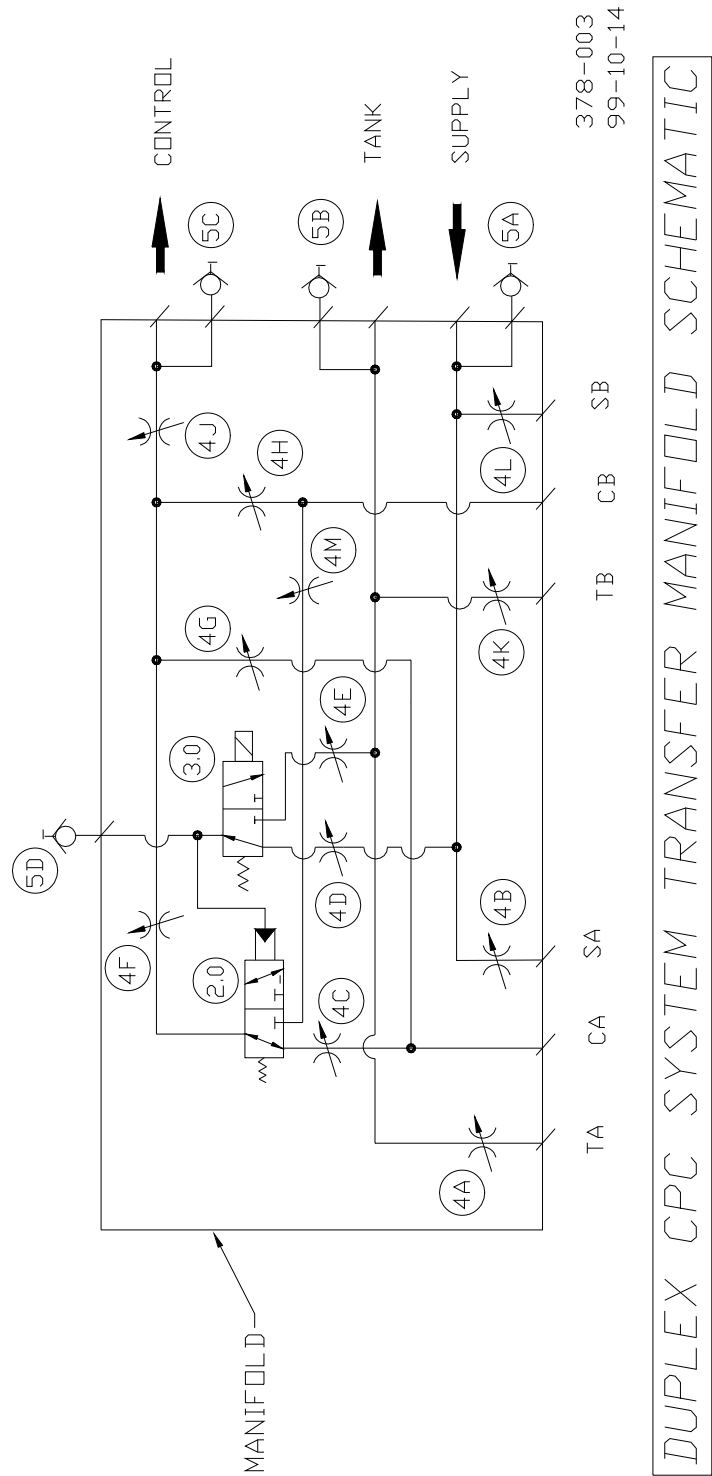 5D
4F
2.0
3.0
4G
4H
4J
5C
CONTROL
4M
5B
4C
4D
4E
TANK
4A
4B
4K
4L
5A
SUPPLY
MANIFOLD
TA
CA
SA
TB
CB
SB
378-003
99-10-14
DUPLEX CPC SYSTEM TRANSFER MANIFOLD SCHEMATIC